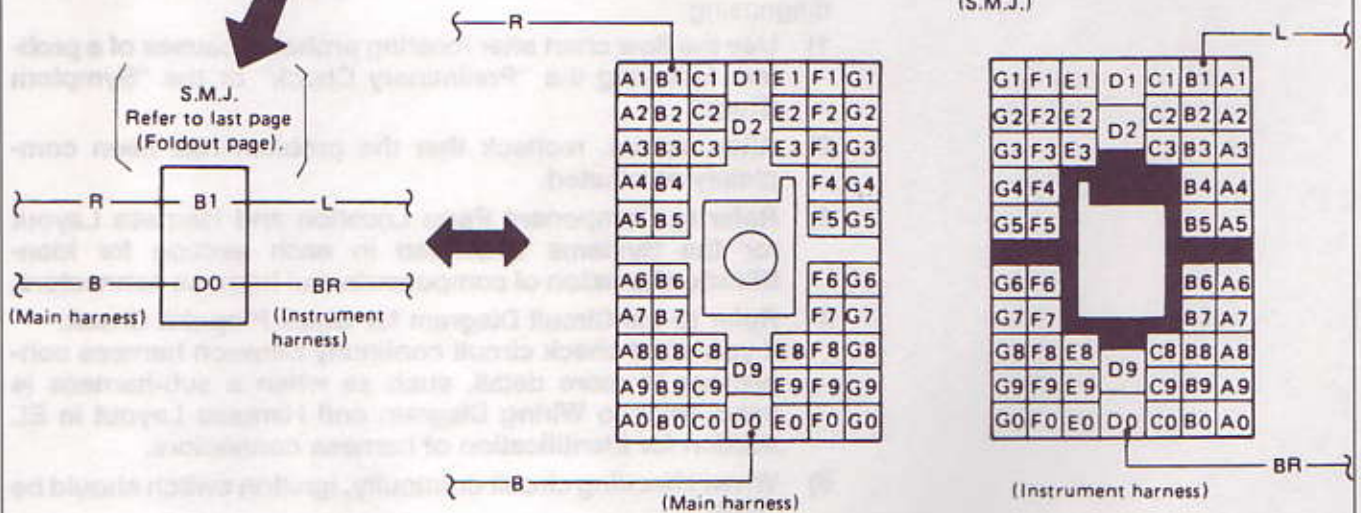 (S.M.J.)
S.M.J.
Refer to last page
(Foldout page)
R B1 L
B D0 BR
(Main harness) (Instrument harness)
R
A1 B1 C1 D1 E1 F1 G1
A2 B2 C2 D2 E2 F2 G2
A3 B3 C3 E3 F3 G3
A4 B4 F4 G4
A5 B5 F5 G5
A6 B6 F6 G6
A7 B7 F7 G7
A8 B8 C8 E8 F8 G8
D9
A9 B9 C9 E9 F9 G9
A0 B0 C0 D0 E0 F0 G0
B
(Main harness)
L
G1 F1 E1 D1 C1 B1 A1
G2 F2 E2 D2 C2 B2 A2
G3 F3 E3 C3 B3 A3
G4 F4 B4 A4
G5 F5 B5 A5
G6 F6 B6 A6
G7 F7 B7 A7
G8 F8 E8 C8 B8 A8
D9
G9 F9 E9 C9 B9 A9
G0 F0 E0 D0 C0 B0 A0
BR
(Instrument harness)